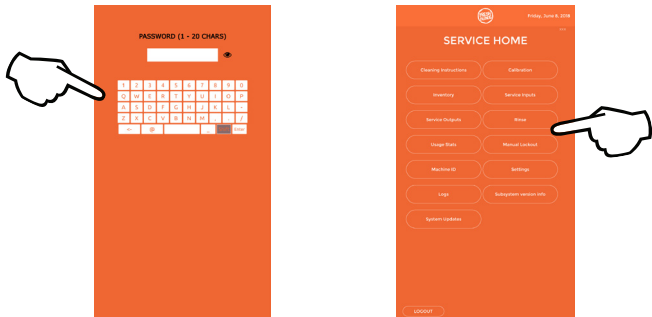 PASSWORD (1 - 20 CHARS)
1 2 3 4 5 6 7 8 9 0
Q W E R T Y U I O P
A S D F G H J K L -
Z X C V B N M , . /
@ . Enter
Friday, June 8, 2018
SERVICE HOME
Cleaning Instructions Calibration
Inventory Service Inputs
Service Outputs Rinse
Usage Stats Manual Lockout
Machine ID Settings
Logs Subsystem version info
System Updates
LOGOUT